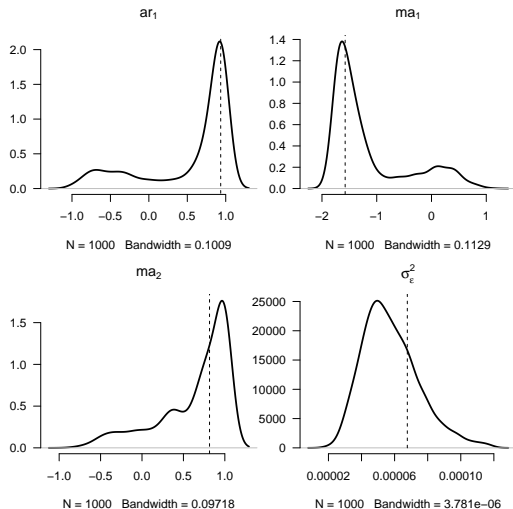 ar₁ ma₁
2.0
1.5
1.0
0.5
0.0
−1.0 −0.5 0.0 0.5 1.0
N = 1000 Bandwidth = 0.1009
1.4
1.2
1.0
0.8
0.6
0.4
0.2
0.0
−2 −1 0 1
N = 1000 Bandwidth = 0.1129
ma₂ σ²ε
1.5
1.0
0.5
0.0
−1.0 −0.5 0.0 0.5 1.0
N = 1000 Bandwidth = 0.09718
25000
20000
15000
10000
5000
0
0.00002 0.00006 0.00010
N = 1000 Bandwidth = 3.781e−06